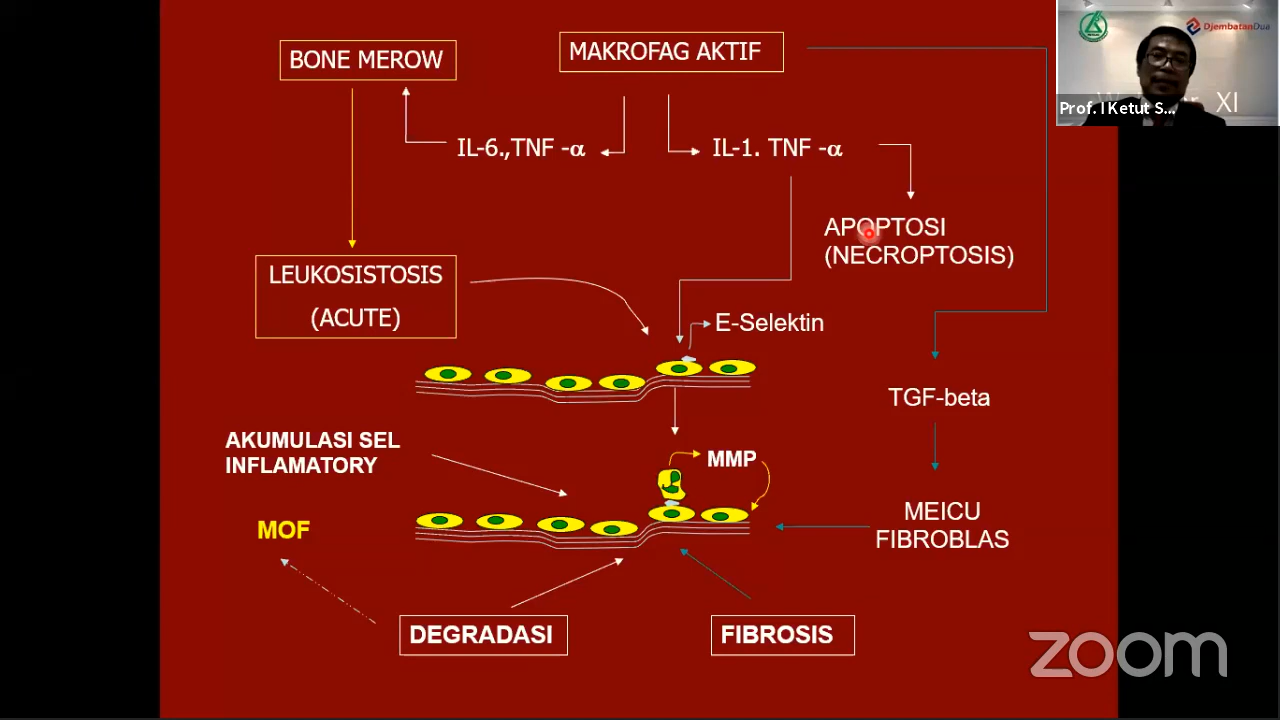 BONE MEROW
MAKROFAG AKTIF
IL-6.,TNF -α
IL-1. TNF -α
APOPTOSI
(NECROPTOSIS)
LEUKOSISTOSIS
(ACUTE)
E-Selektin
TGF-beta
AKUMULASI SEL
INFLAMATORY
MMP
MOF
MEICU
FIBROBLAS
DEGRADASI
FIBROSIS
DjembatanDua
XI
Prof. I Ketut S...
zoom